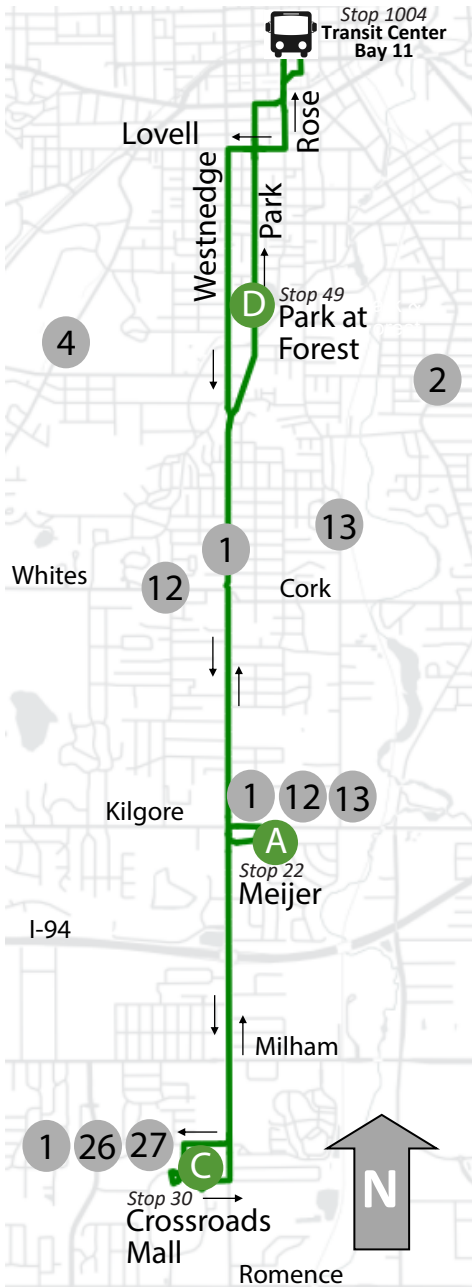 Stop 1004
Transit Center
Bay 11
Lovell
Rose
Westnedge
Park
D
Stop 49
Park at
Forest
4
2
13
1
Whites
12
Cork
1 12 13
Kilgore
A
Stop 22
Meijer
I-94
Milham
1 26 27
C
N
Stop 30
Crossroads
Mall
Romence